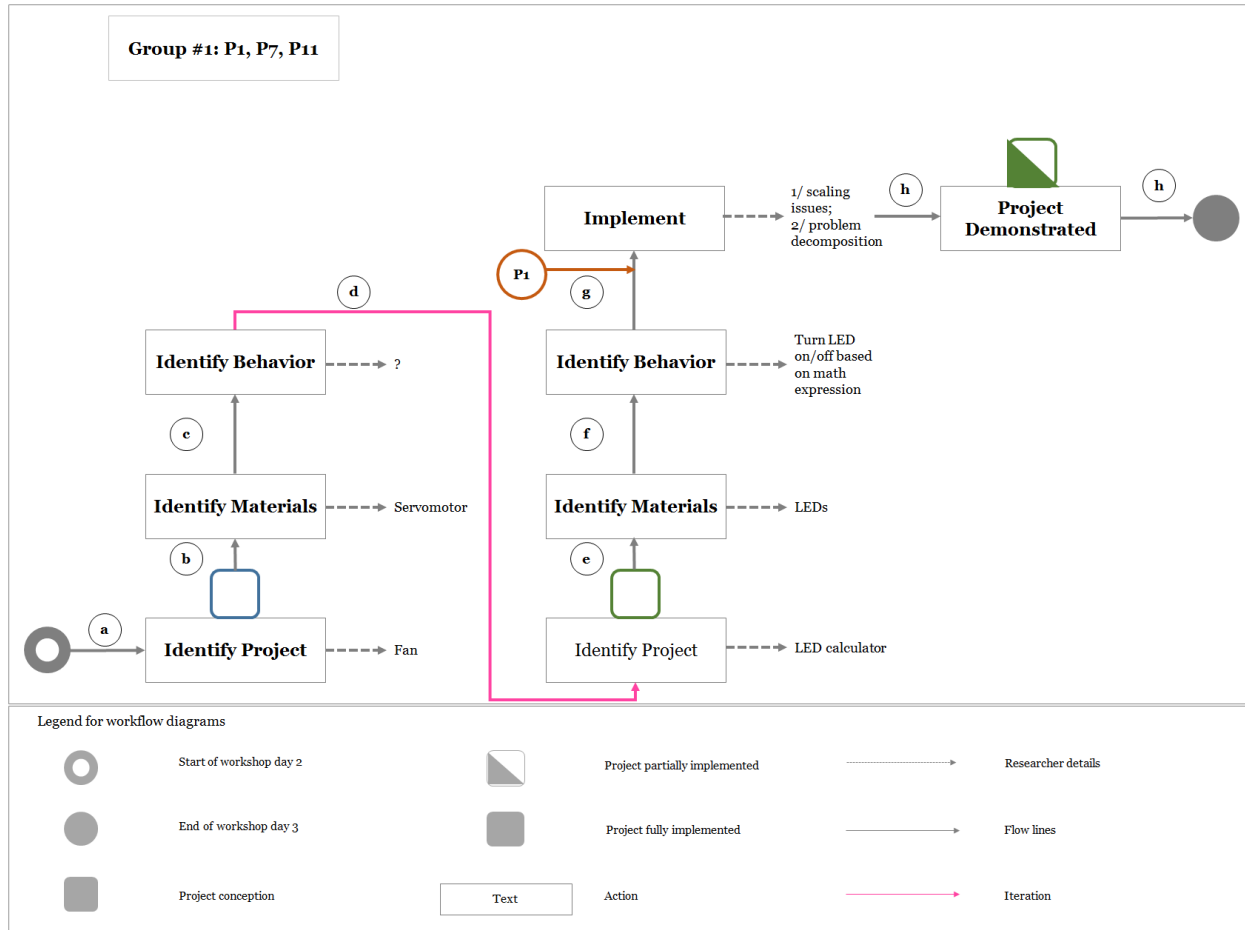 Group #1: P1, P7, P11
h
h
1/ scaling
issues;
2/ problem
decomposition
Implement
Project
Demonstrated
P1
g
d
Identify Behavior
?
Identify Behavior
Turn LED
on/off based
on math
expression
c
f
Identify Materials
Servomotor
Identify Materials
LEDs
b
e
a
Identify Project
Fan
Identify Project
LED calculator
Legend for workflow diagrams
Start of workshop day 2
Project partially implemented
Researcher details
End of workshop day 3
Project fully implemented
Flow lines
Project conception
Text
Action
Iteration